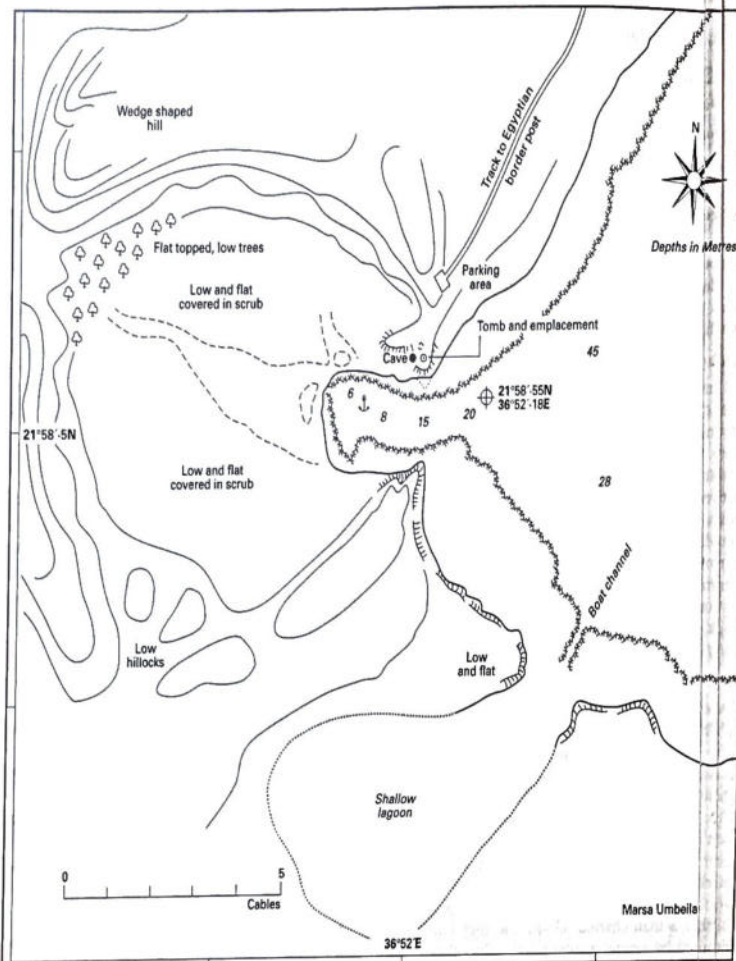 Wedge shaped
hill
Track to Egyptian
border post
N
Flat topped, low trees
Depths in Metres
Low and flat
covered in scrub
Parking
area
Tomb and emplacement
Cave
45
6
8
15
20
21°58´·55N
36°52´·18E
21°58´·5N
Low and flat
covered in scrub
28
Boat channel
Low
hillocks
Low
and flat
Shallow
lagoon
0
5
Cables
Marsa Umbeila
36°52´E